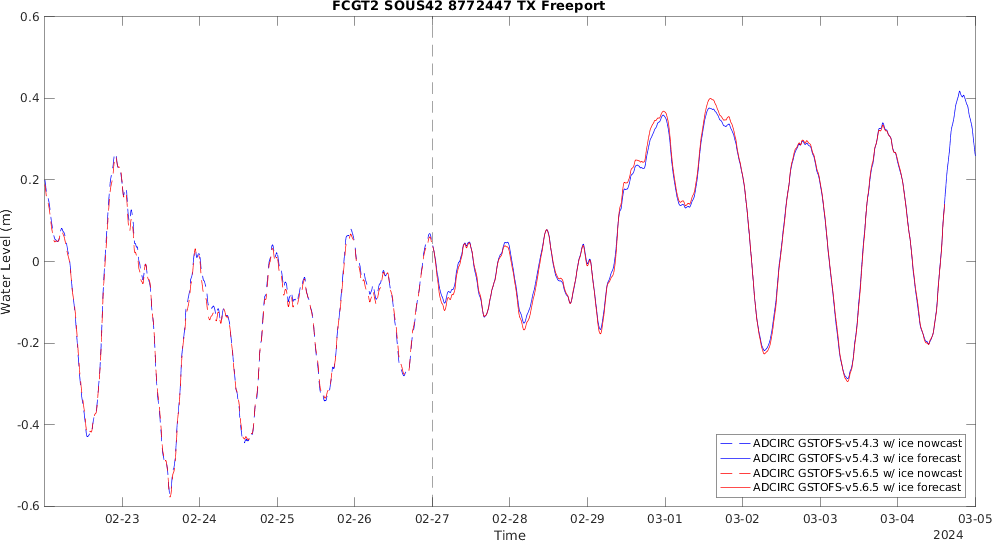 FCGT2 SOUS42 8772447 TX Freeport
0.6
0.4
0.2
0
-0.2
-0.4
-0.6
Water Level (m)
ADCIRC GSTOFS-v5.4.3 w/ ice nowcast
ADCIRC GSTOFS-v5.4.3 w/ ice forecast
ADCIRC GSTOFS-v5.6.5 w/ ice nowcast
ADCIRC GSTOFS-v5.6.5 w/ ice forecast
02-23 02-24 02-25 02-26 02-27 02-28 02-29 03-01 03-02 03-03 03-04 03-05
Time
2024